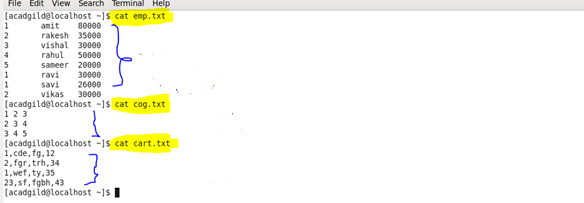 File Edit View Search Terminal Help
[acadgild@localhost ~]$ cat emp.txt
1 amit 80000
2 rakesh 35000
3 vishal 30000
4 rahul 50000
5 sameer 20000
1 ravi 30000
1 savi 26000
2 vikas 30000
[acadgild@localhost ~]$ cat cog.txt
1 2 3
2 3 4
3 4 5
[acadgild@localhost ~]$ cat cart.txt
1,cde,fg,12
2,fgr,trh,34
1,wef,ty,35
23,sf,fgbh,43
[acadgild@localhost ~]$